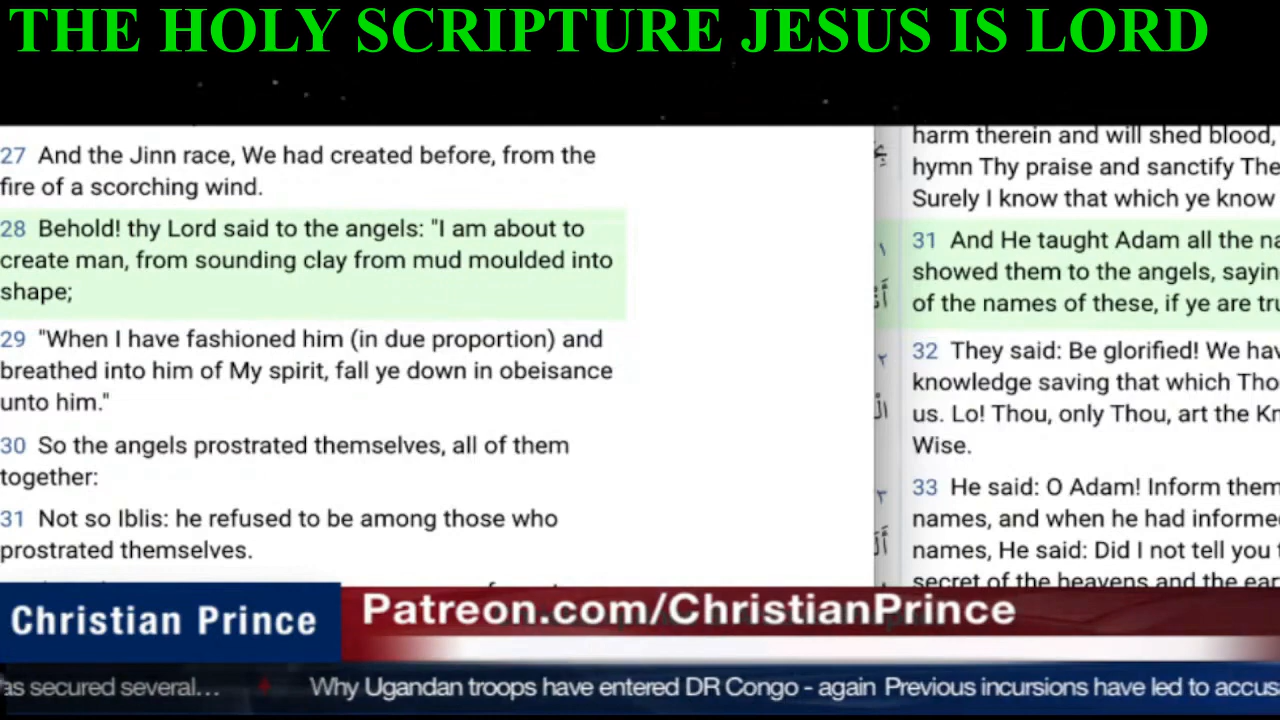 THE HOLY SCRIPTURE JESUS IS LORD
27 And the Jinn race, We had created before, from the
fire of a scorching wind.
28 Behold! thy Lord said to the angels: "I am about to
create man, from sounding clay from mud moulded into
shape;
29 "When I have fashioned him (in due proportion) and
breathed into him of My spirit, fall ye down in obeisance
unto him."
30 So the angels prostrated themselves, all of them
together:
31 Not so Iblis: he refused to be among those who
prostrated themselves.
harm therein and will shed blood,
hymn Thy praise and sanctify The
Surely I know that which ye know
31 And He taught Adam all the na
showed them to the angels, sayin
of the names of these, if ye are tru
32 They said: Be glorified! We hav
knowledge saving that which Tho
us. Lo! Thou, only Thou, art the Kn
Wise.
33 He said: O Adam! Inform them
names, and when he had informe
names, He said: Did I not tell you
secret of the heavens and the ear
Christian Prince
Patreon.com/ChristianPrince
as secured several... Why Ugandan troops have entered DR Congo - again Previous incursions have led to accus